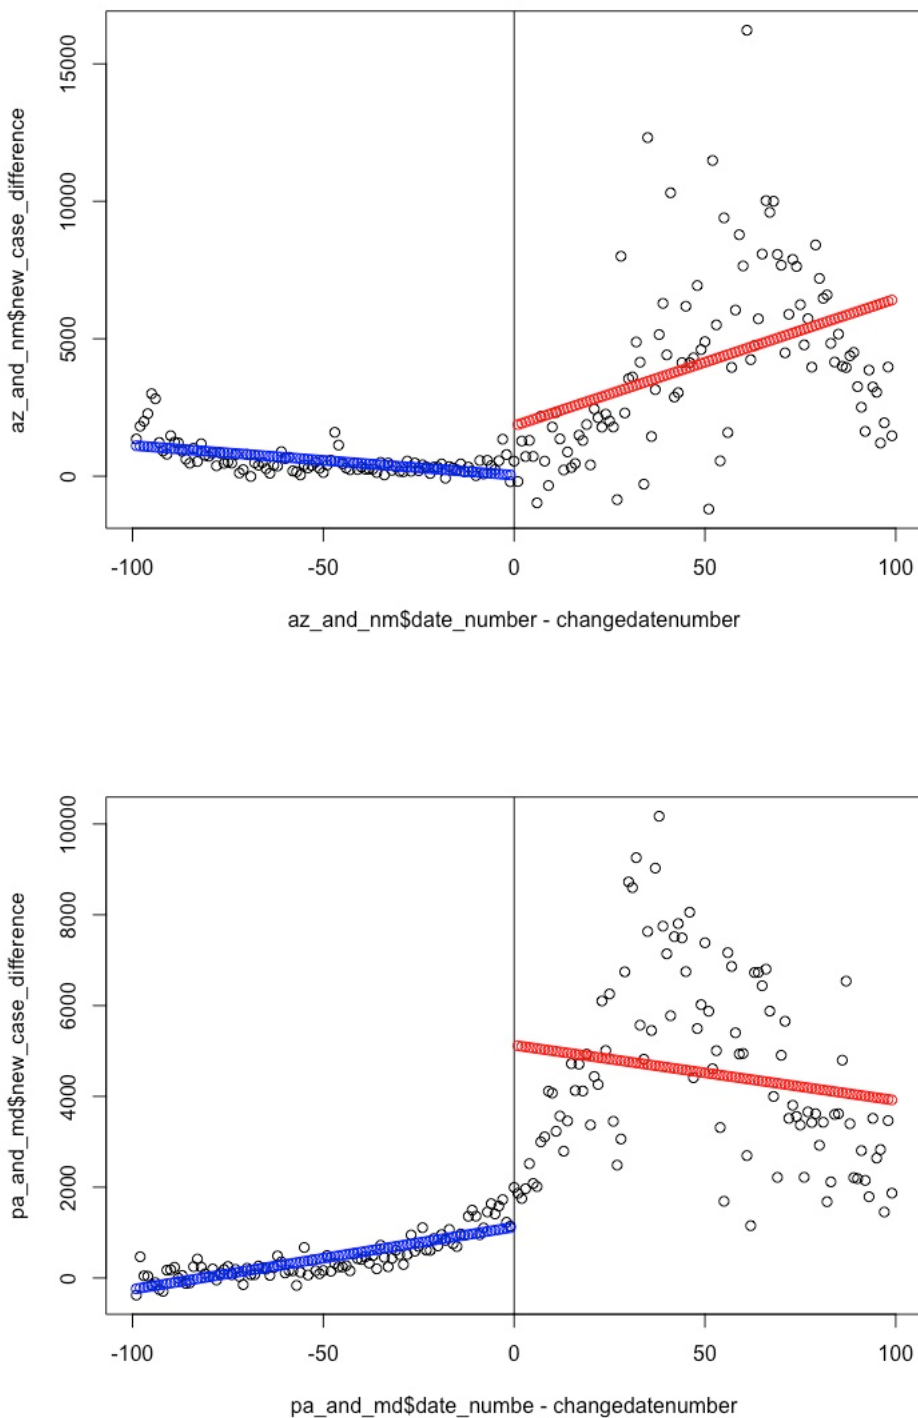 15000
10000
5000
0
az_and_nm$new_case_difference
-100 -50 0 50 100
az_and_nm$date_number - changedatenumber
10000
8000
6000
4000
2000
0
pa_and_md$new_case_difference
-100 -50 0 50 100
pa_and_md$date_numbe - changedatenumber